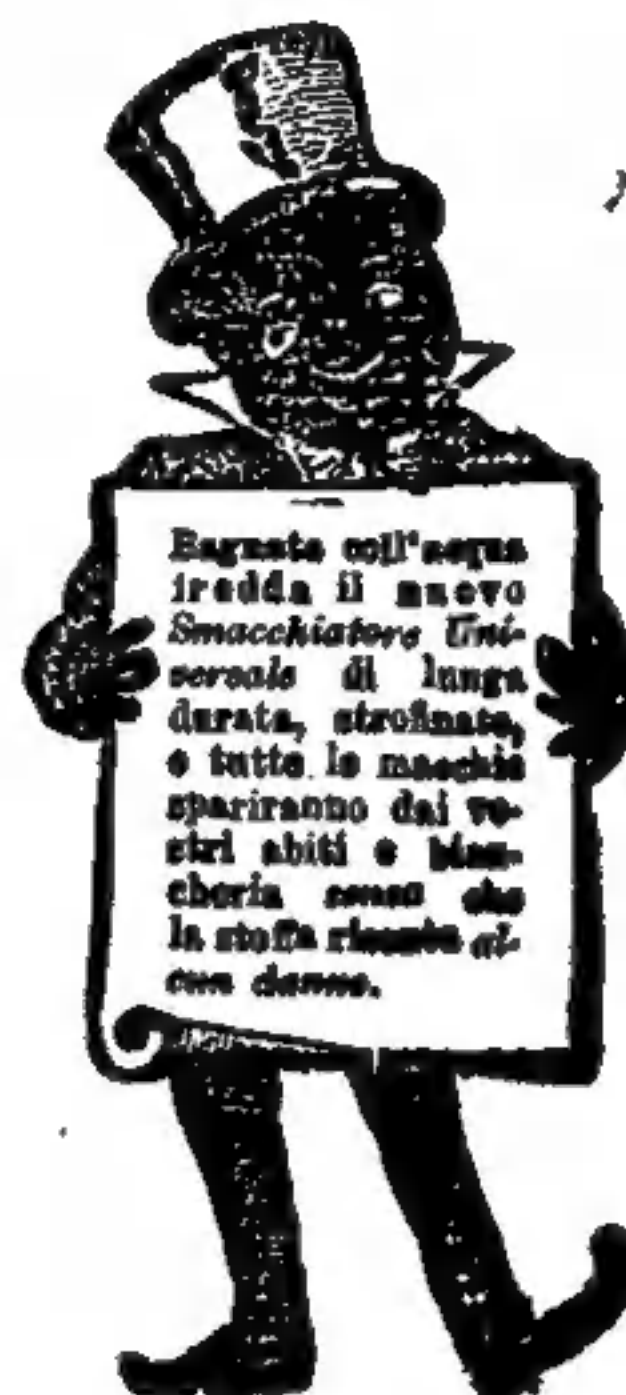 Bagnate coll'acqua
fredda il nuovo
Smacchiatore Uni-
versale di lunga
durata, strofinate,
e tutte le macchie
spariranno dai vo-
stri abiti e bian-
cheria senza che
la stoffa risenta al-
cun danno.